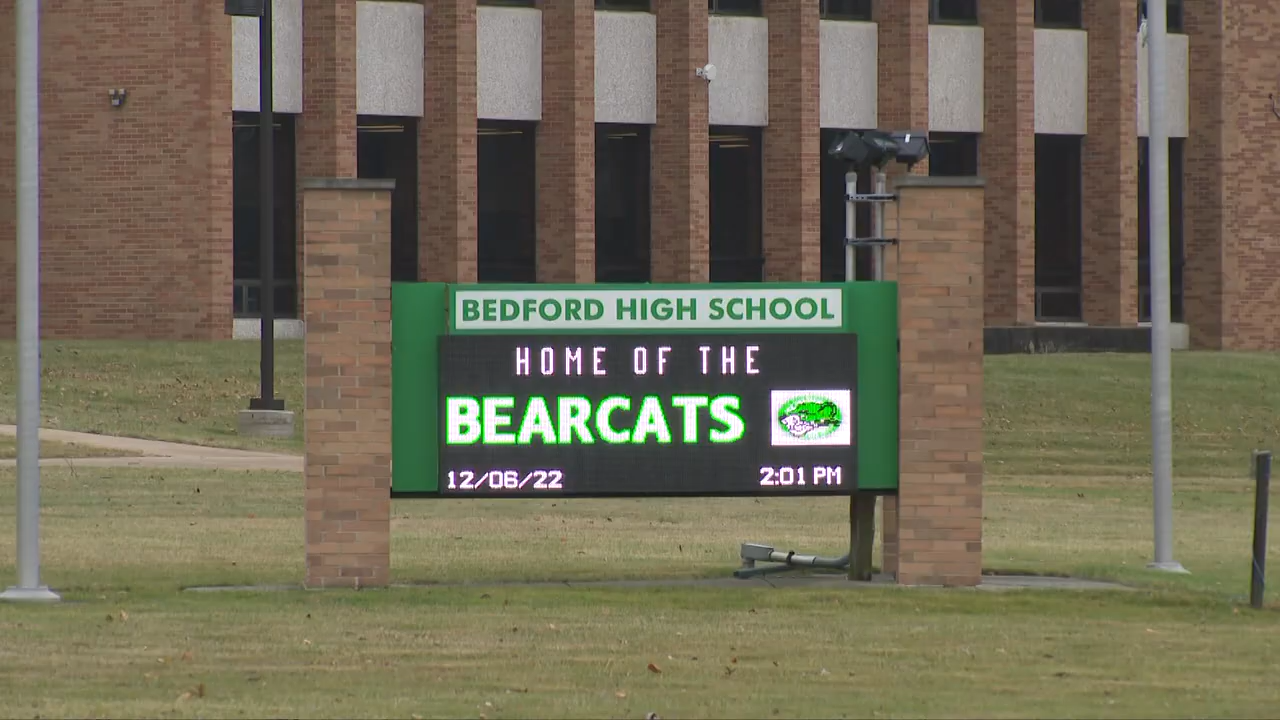 BEDFORD HIGH SCHOOL
HOME OF THE
BEARCATS
12/06/22 2:01 PM